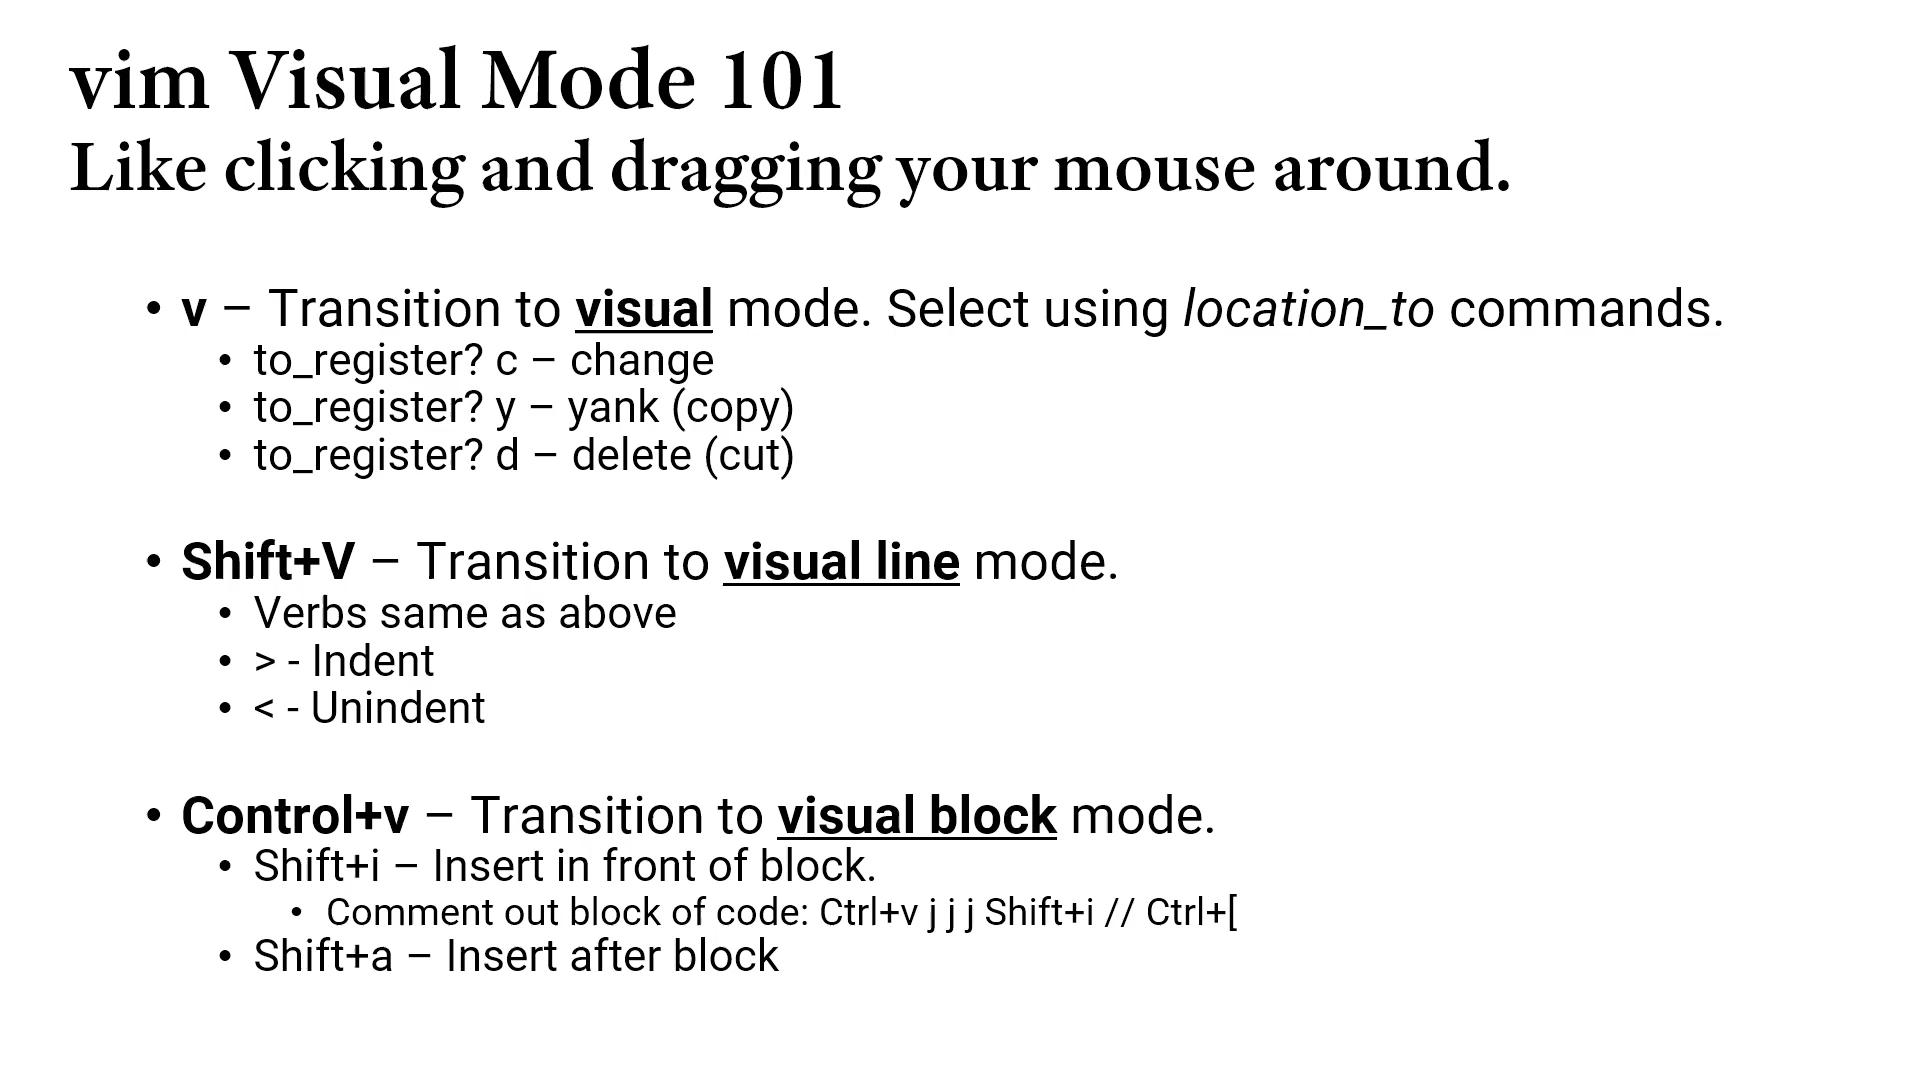 vim Visual Mode 101
Like clicking and dragging your mouse around.
• v – Transition to visual mode. Select using location_to commands.
• to_register? c – change
• to_register? y – yank (copy)
• to_register? d – delete (cut)
• Shift+V – Transition to visual line mode.
• Verbs same as above
• > - Indent
• < - Unindent
• Control+v – Transition to visual block mode.
• Shift+i – Insert in front of block.
• Comment out block of code: Ctrl+v j j j Shift+i // Ctrl+[
• Shift+a – Insert after block